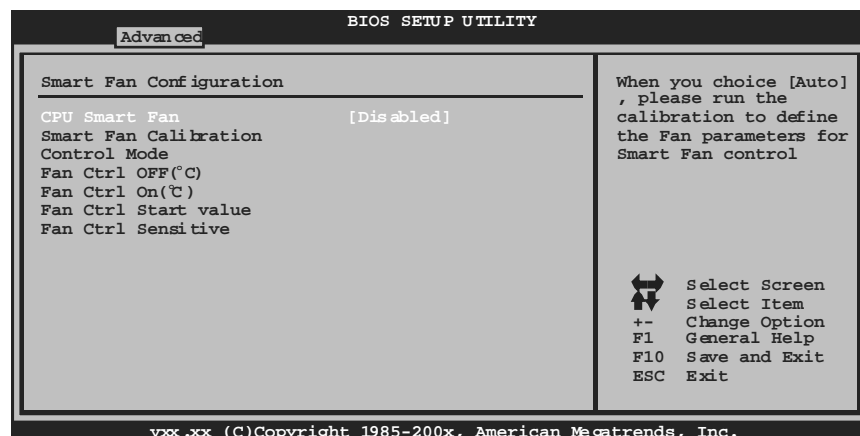 BIOS SETUP UTILITY
Advanced
Smart Fan Configuration
CPU Smart Fan [Disabled]
Smart Fan Calibration
Control Mode
Fan Ctrl OFF(°C)
Fan Ctrl On(°C)
Fan Ctrl Start value
Fan Ctrl Sensitive
When you choice [Auto]
, please run the
calibration to define
the Fan parameters for
Smart Fan control
Select Screen
Select Item
+- Change Option
F1 General Help
F10 Save and Exit
ESC Exit
vxx.xx (C)Copyright 1985-200x, American Megatrends, Inc.